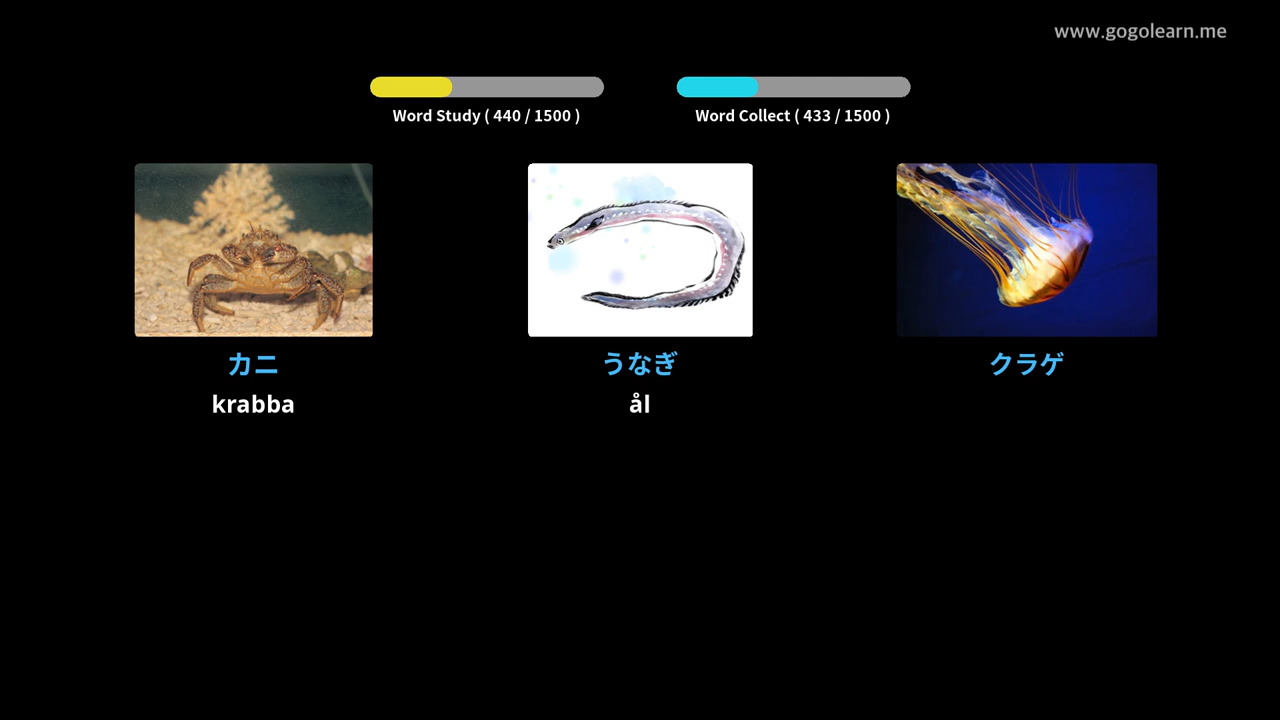 www.gogolearn.me
Word Study ( 440 / 1500 )
Word Collect ( 433 / 1500 )
カニ
うなぎ
クラゲ
krabba
ål